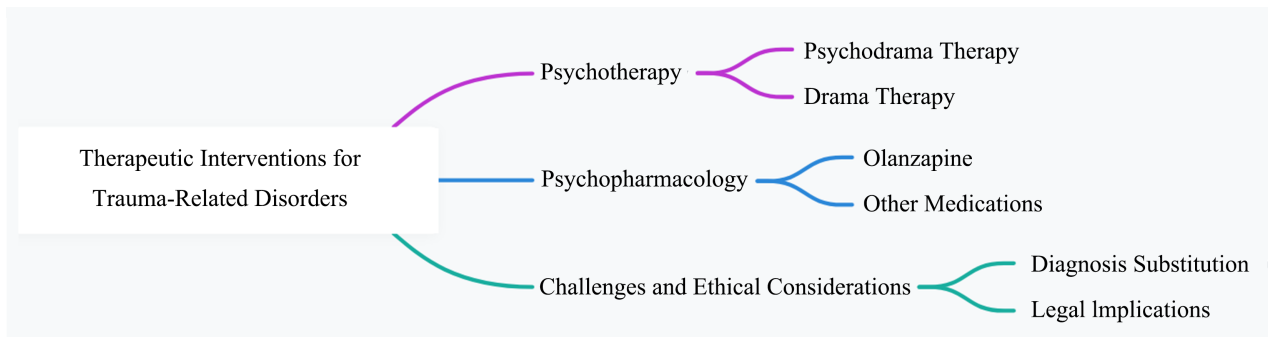 Therapeutic Interventions for
Trauma-Related Disorders
Psychotherapy
Psychodrama Therapy
Drama Therapy
Psychopharmacology
Olanzapine
Other Medications
Challenges and Ethical Considerations
Diagnosis Substitution
Legal Implications